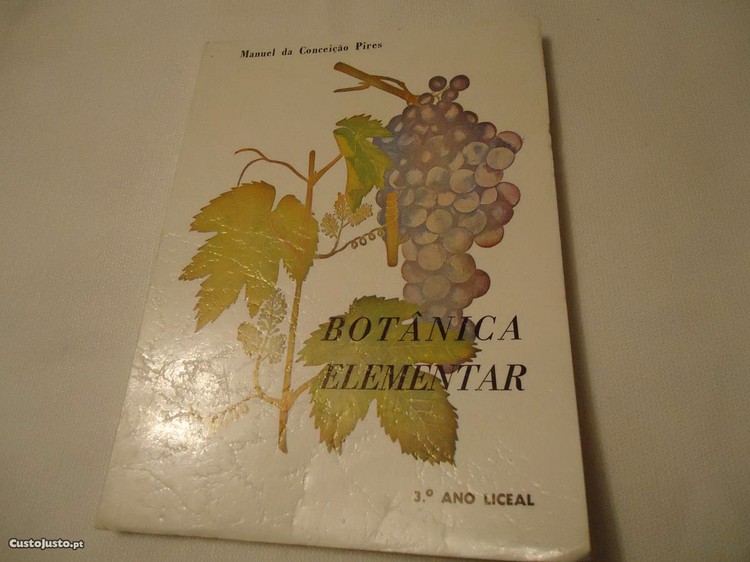 Manuel da Conceição Pires
BOTÂNICA
ELEMENTAR
3.º ANO LICEAL
CustoJusto.pt